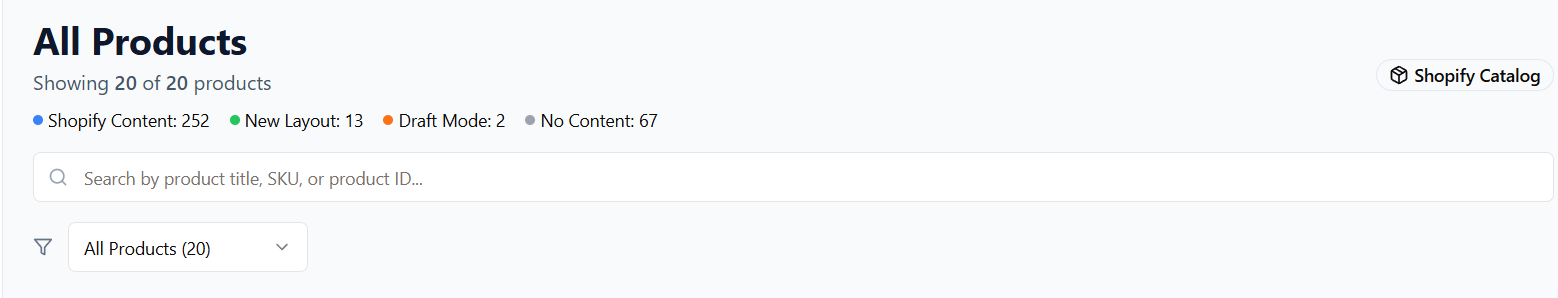 All Products
Showing 20 of 20 products
Shopify Catalog
Shopify Content: 252 New Layout: 13 Draft Mode: 2 No Content: 67
Search by product title, SKU, or product ID...
All Products (20)